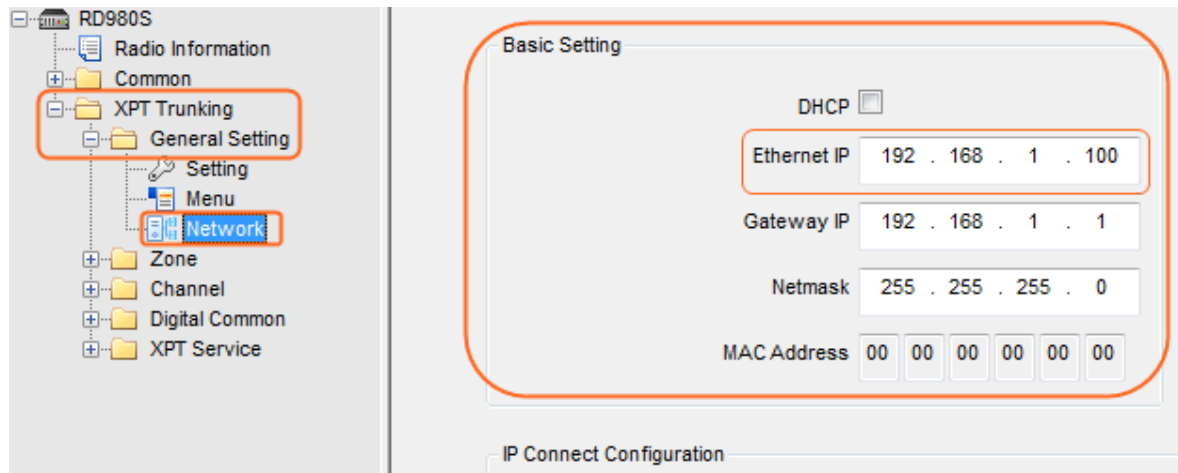 RD980S
Radio Information
Common
XPT Trunking
General Setting
Setting
Menu
Network
Zone
Channel
Digital Common
XPT Service
Basic Setting
DHCP
Ethernet IP 192 . 168 . 1 . 100
Gateway IP 192 . 168 . 1 . 1
Netmask 255 . 255 . 255 . 0
MAC Address 00 00 00 00 00 00
IP Connect Configuration